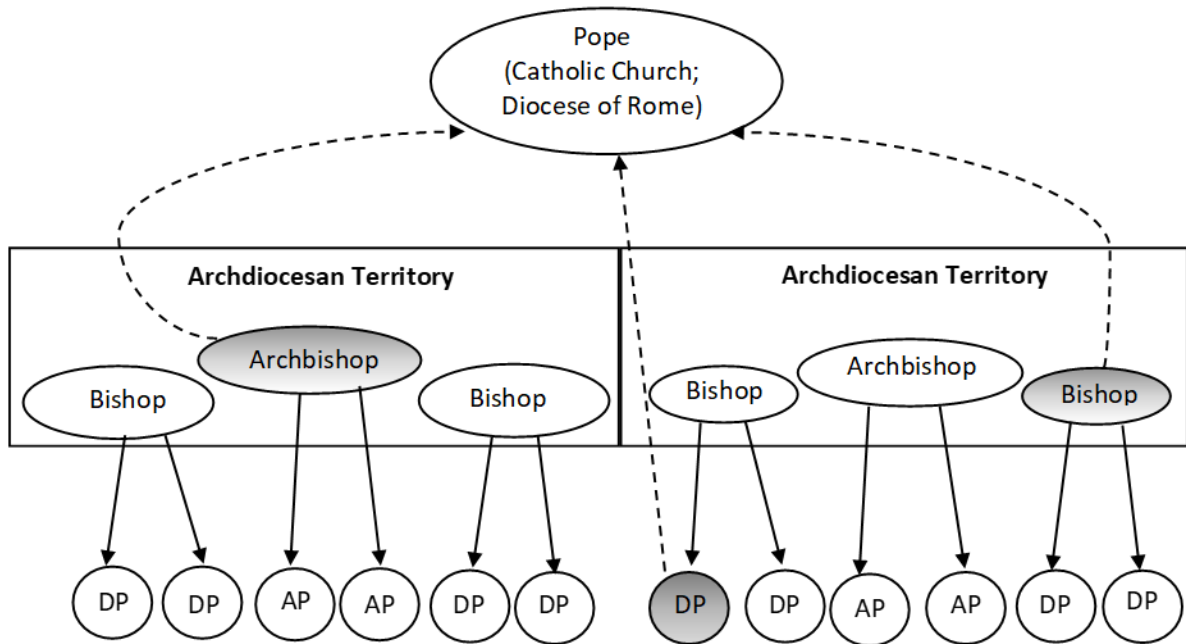 Pope
(Catholic Church;
Diocese of Rome)
Archdiocesan Territory
Archdiocesan Territory
Archbishop
Bishop
Bishop
Archbishop
Bishop
Bishop
DP
DP
AP
AP
DP
DP
DP
DP
AP
AP
DP
DP